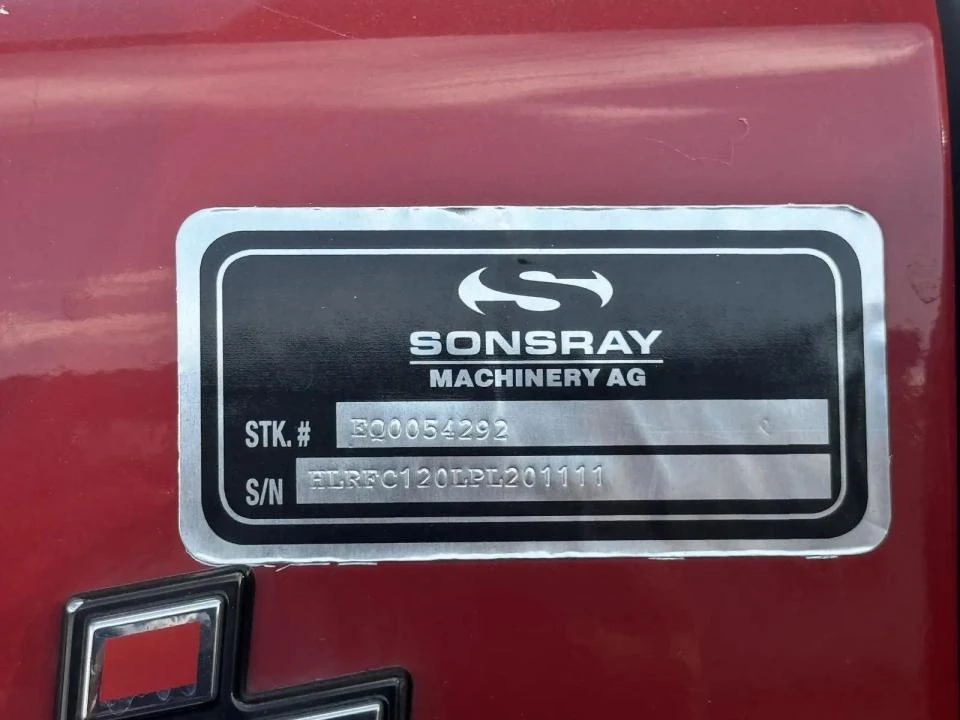 SONSRAY
MACHINERY AG
STK. # EQ0054292
S/N HLRFC120LPL201111